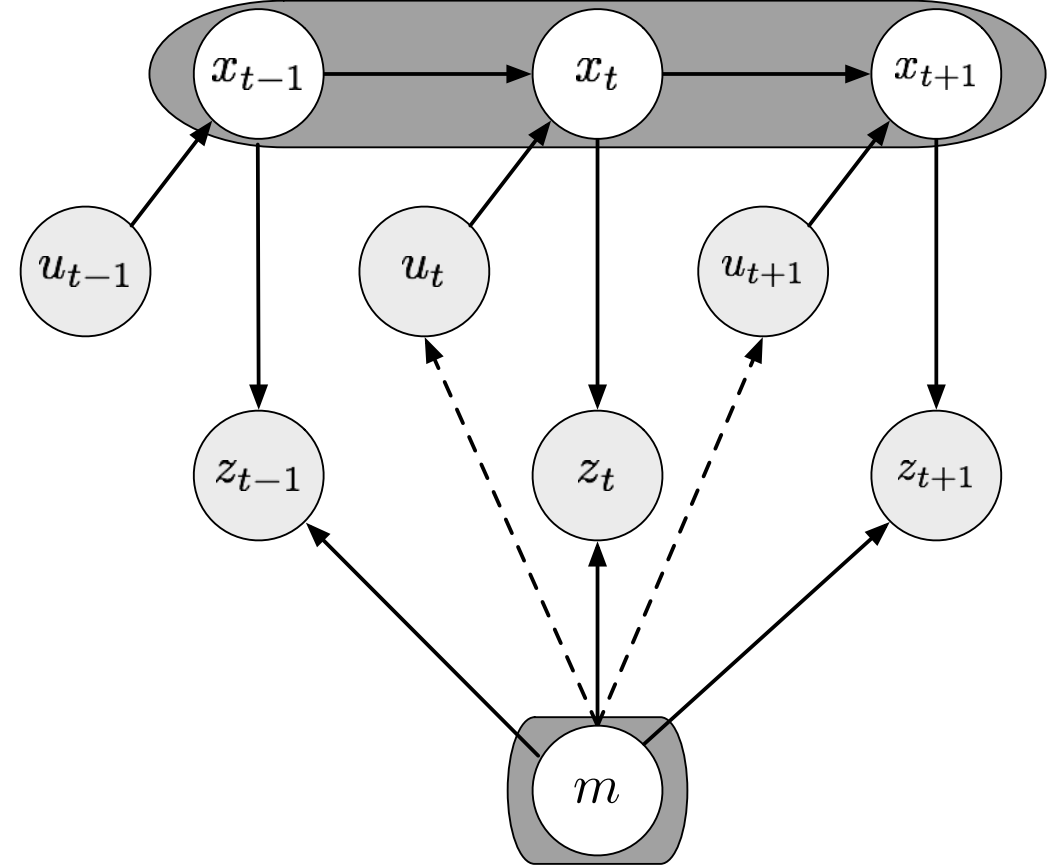 x_{t-1} x_t x_{t+1}
u_{t-1} u_t u_{t+1}
z_{t-1} z_t z_{t+1}
m